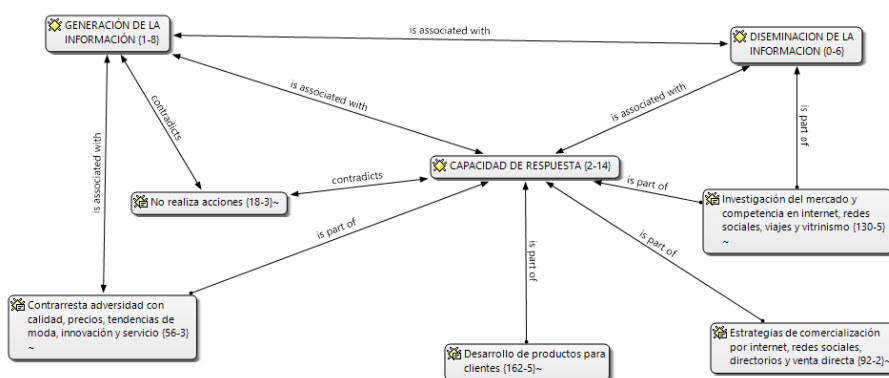 GENERACIÓN DE LA
INFORMACIÓN {1-8}
is associated with
DISEMINACION DE LA
INFORMACION {0-6}
is associated with
contradicts
is associated with
is associated with
is part of
CAPACIDAD DE RESPUESTA {2-14}
contradicts
is part of
No realiza acciones {18-3}~
Investigación del mercado y
competencia en internet, redes
sociales, viajes y vitrinismo {130-5}
~
is part of
is part of
is part of
Contrarresta adversidad con
calidad, precios, tendencias de
moda, innovación y servicio {56-3}
~
Desarrollo de productos para
clientes {162-5}~
Estrategias de comercialización
por internet, redes sociales,
directorios y venta directa {92-2}~